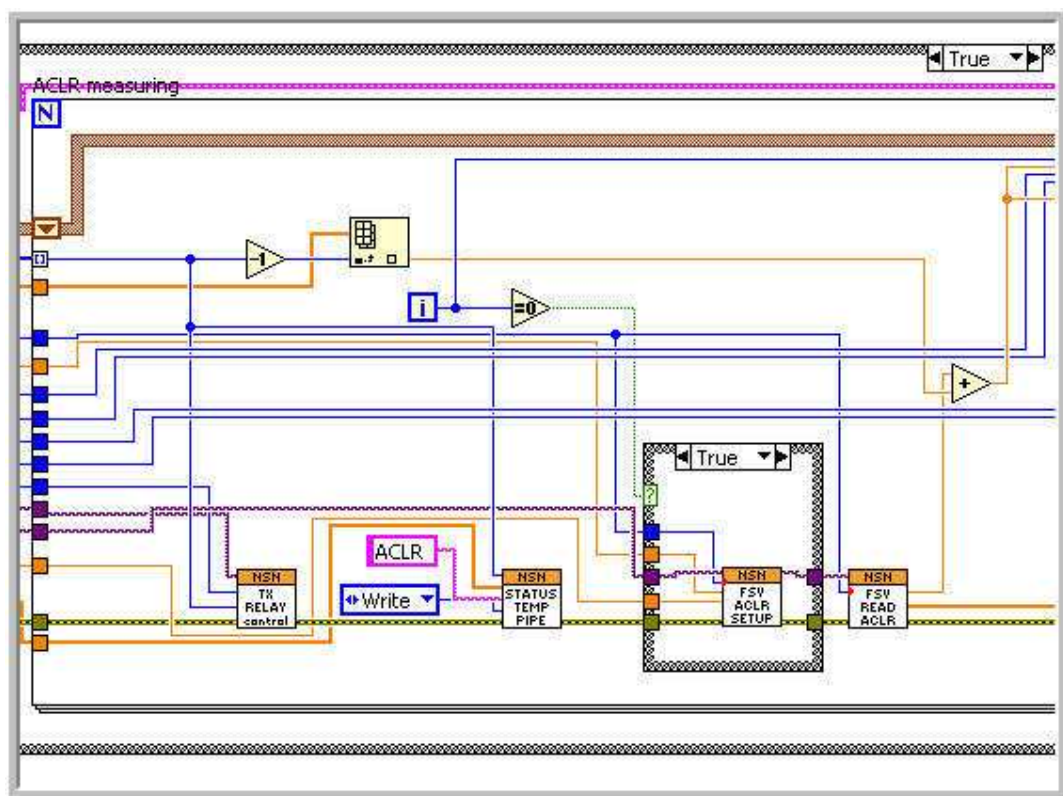 True
ACLR measuring
N
-1
i
=0
+
True
?
ACLR
Write
NSN
TX
RELAY
control
NSN
STATUS
TEMP
PIPE
NSN
FSV
ACLR
SETUP
NSN
FSV
READ
ACLR